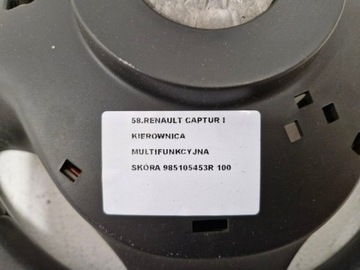 58.RENAULT CAPTUR I
KIEROWNICA
MULTIFUNKCYJNA
SKÓRA 985105453R 100